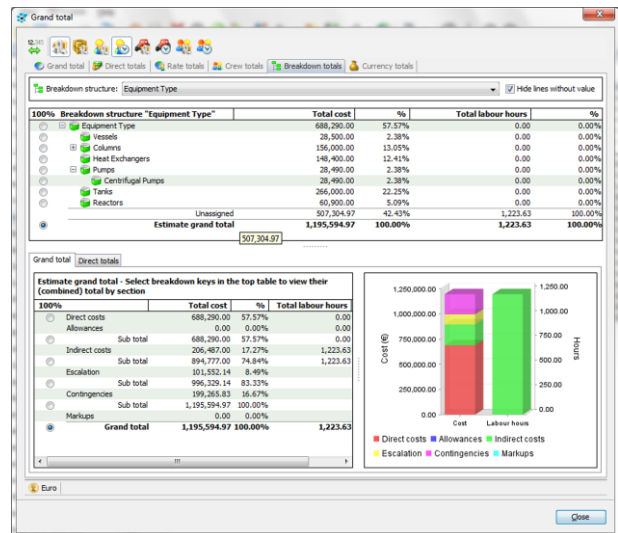 Grand total
Grand total Direct totals Rate totals Crew totals Breakdown totals Currency totals
Breakdown structure: Equipment Type Hide lines without value
100% Breakdown structure "Equipment Type" Total cost % Total labour hours %
Equipment Type 688,290.00 57.57% 0.00 0.00%
Vessels 28,500.00 2.38% 0.00 0.00%
Columns 156,000.00 13.05% 0.00 0.00%
Heat Exchangers 148,400.00 12.41% 0.00 0.00%
Pumps 28,490.00 2.38% 0.00 0.00%
Centrifugal Pumps 28,490.00 2.38% 0.00 0.00%
Tanks 266,000.00 22.25% 0.00 0.00%
Reactors 60,900.00 5.09% 0.00 0.00%
Unassigned 507,304.97 42.43% 1,223.63 100.00%
Estimate grand total 1,195,594.97 100.00% 1,223.63 100.00%
507,304.97
Grand total Direct totals
Estimate grand total - Select breakdown keys in the top table to view their
(combined) total by section
100% Total cost % Total labour hours
Direct costs 688,290.00 57.57% 0.00
Allowances 0.00 0.00% 0.00
Sub total 688,290.00 57.57% 0.00
Indirect costs 206,487.00 17.27% 1,223.63
Sub total 894,777.00 74.84% 1,223.63
Escalation 101,552.14 8.49%
Sub total 996,329.14 83.33%
Contingencies 199,265.83 16.67%
Sub total 1,195,594.97 100.00%
Markups 0.00 0.00%
Grand total 1,195,594.97 100.00% 1,223.63
1,250,000.00 1,250.00
1,000,000.00 1,000.00
750,000.00 750.00
500,000.00 500.00
250,000.00 250.00
0.00 0.00
Cost (€)
Hours
Cost Labour hours
Direct costs Allowances Indirect costs
Escalation Contingencies Markups
Euro
Close